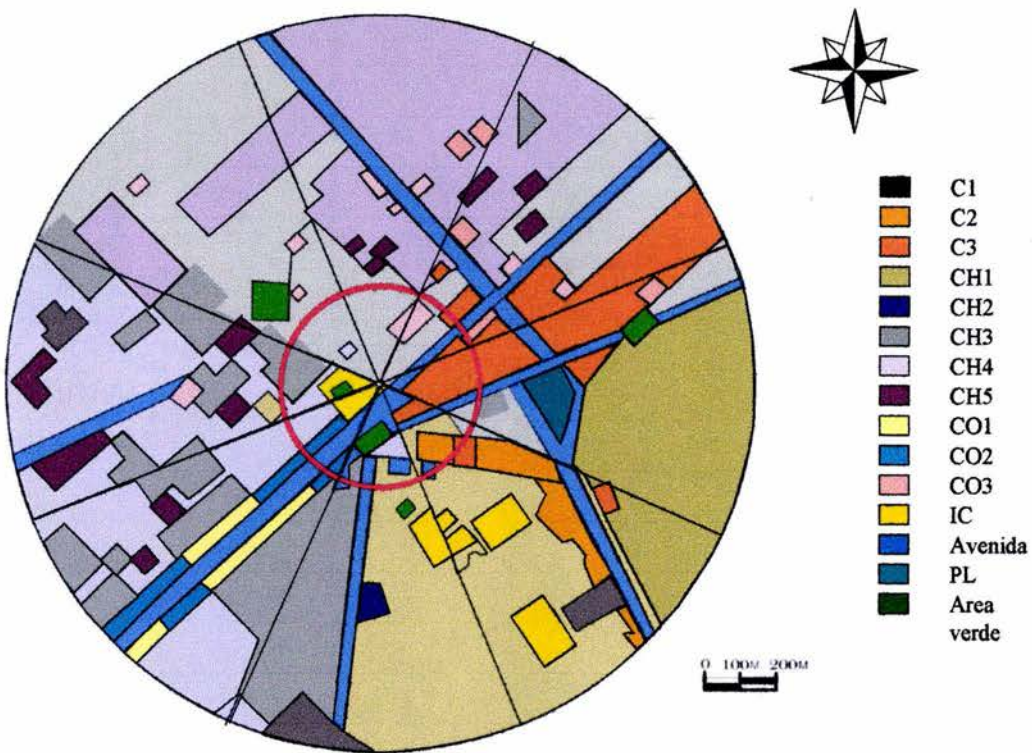 C1
C2
C3
CH1
CH2
CH3
CH4
CH5
CO1
CO2
CO3
IC
Avenida
PL
Area
verde
0 100M 200M